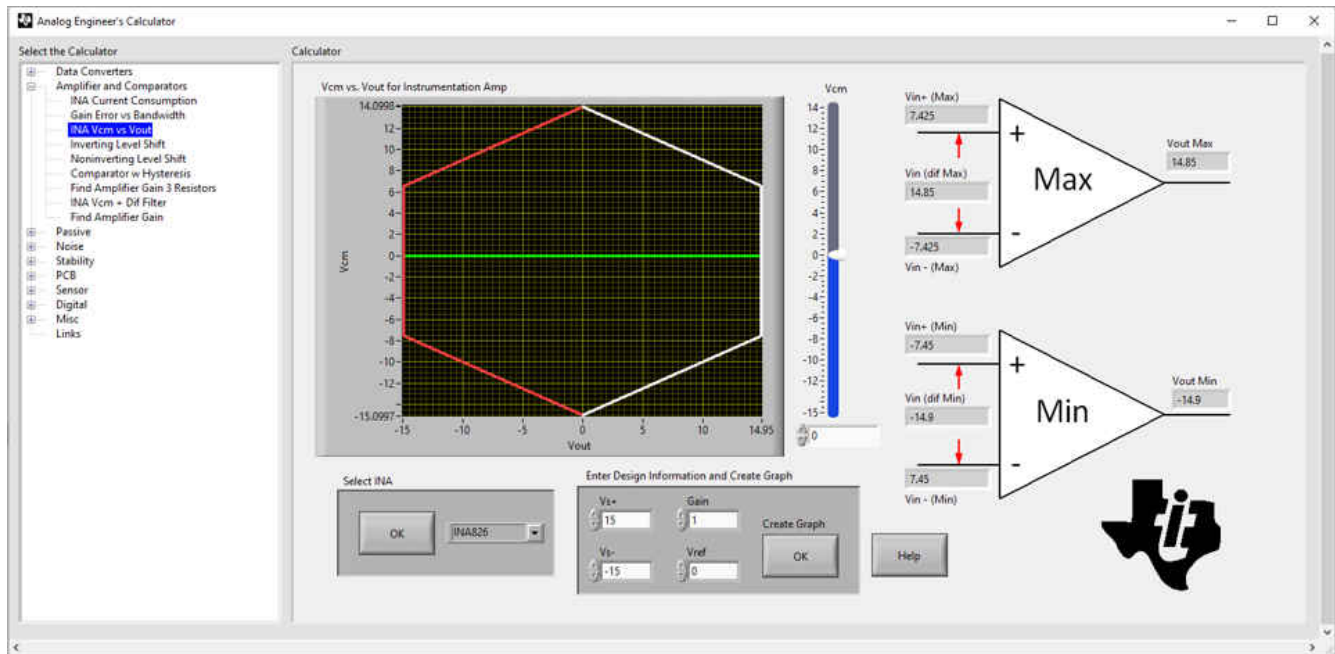 Analog Engineer's Calculator
Select the Calculator
Data Converters
Amplifier and Comparators
INA Current Consumption
Gain Error vs Bandwidth
INA Vcm vs Vout
Inverting Level Shift
Noninverting Level Shift
Comparator w Hysteresis
Find Amplifier Gain 3 Resistors
INA Vcm + Dif Filter
Find Amplifier Gain
Passive
Noise
Stability
PCB
Sensor
Digital
Misc
Links
Calculator
Vcm vs. Vout for Instrumentation Amp
14.0998
12
10
8
6
4
2
0
-2
-4
-6
-8
-10
-12
-15.0997
Vcm
-15 -10 -5 0 5 10 14.95
Vout
Vcm
14
12
10
8
6
4
2
0
-2
-4
-6
-8
-10
-12
-15
0
Vin+ (Max)
7.425
Vin (dif Max)
14.85
-7.425
Vin - (Max)
+
Max
-
Vout Max
14.85
Vin+ (Min)
-7.45
Vin (dif Min)
-14.9
7.45
Vin - (Min)
+
Min
-
Vout Min
-14.9
Select INA
OK
INA826
Enter Design Information and Create Graph
Vs+ Gain
15 1
Create Graph
Vs- Vref
-15 0
OK
Help
ti